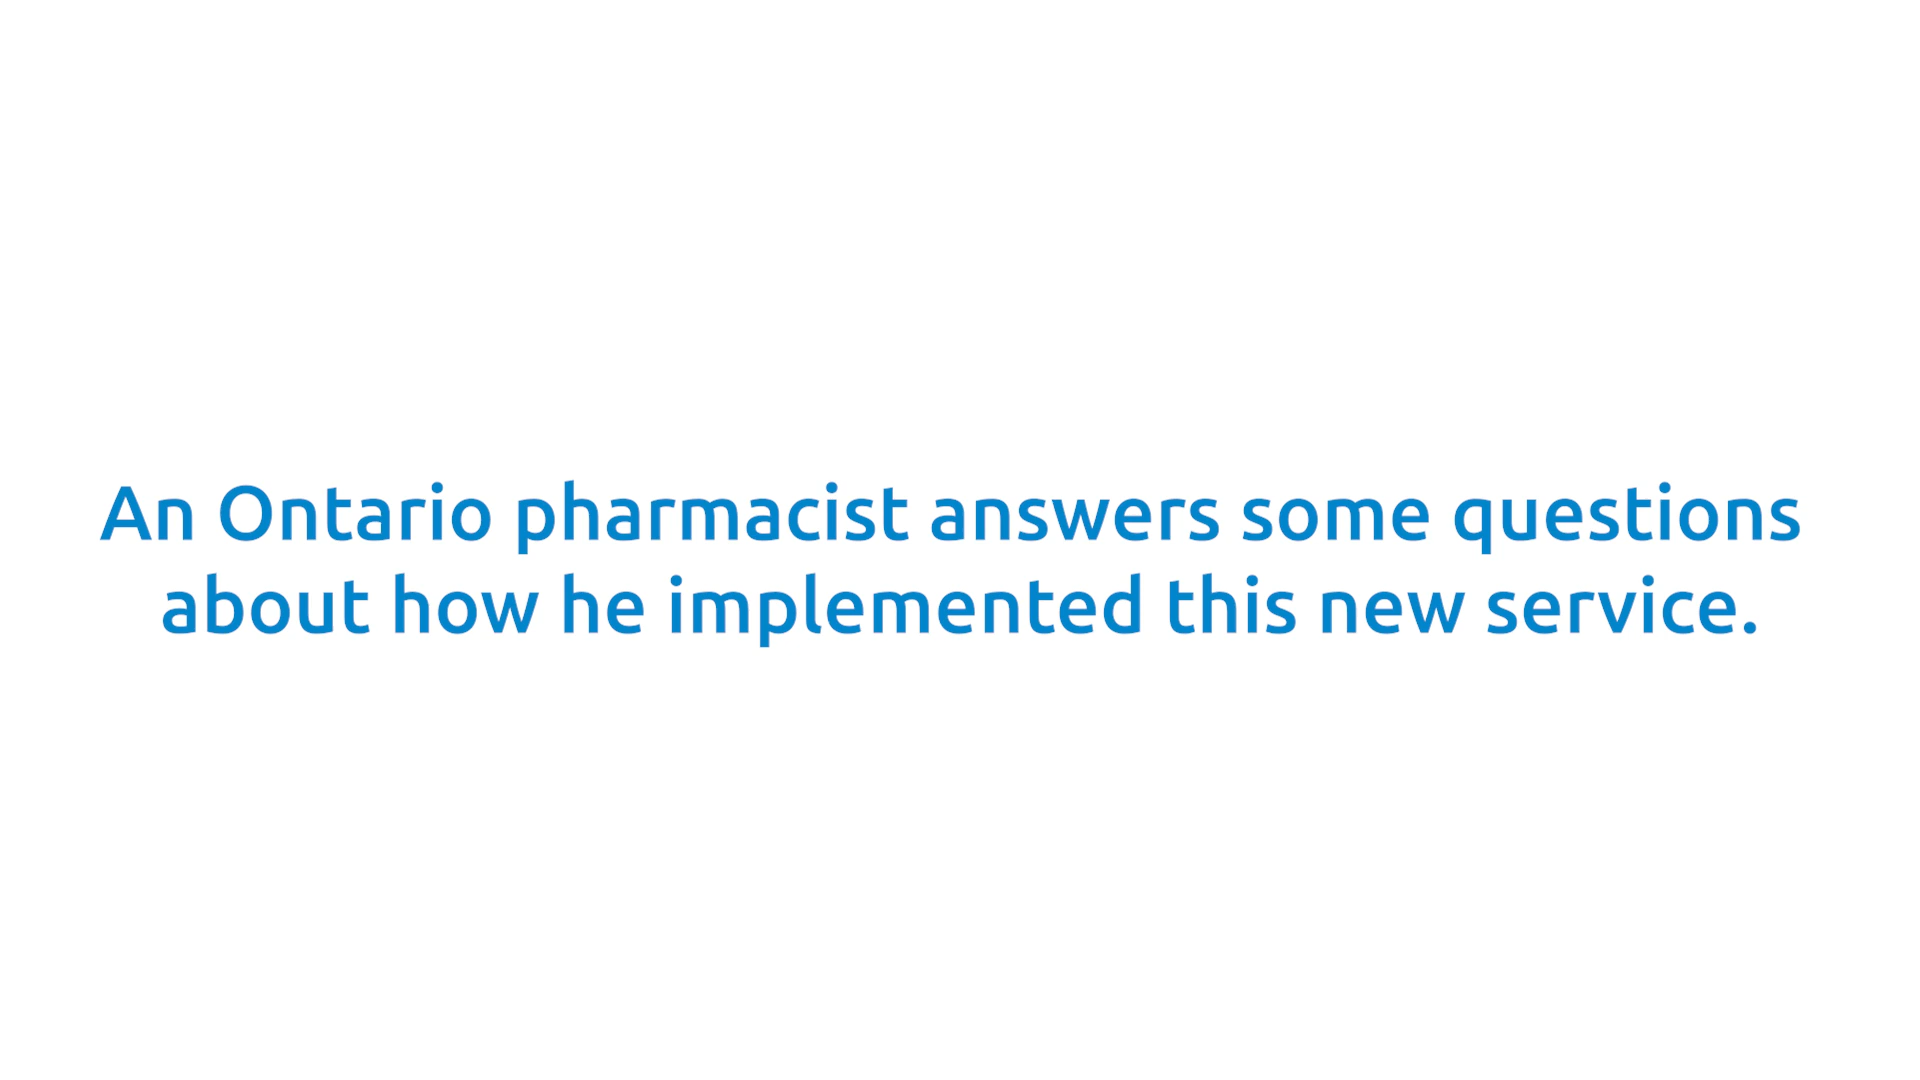 An Ontario pharmacist answers some questions
about how he implemented this new service.